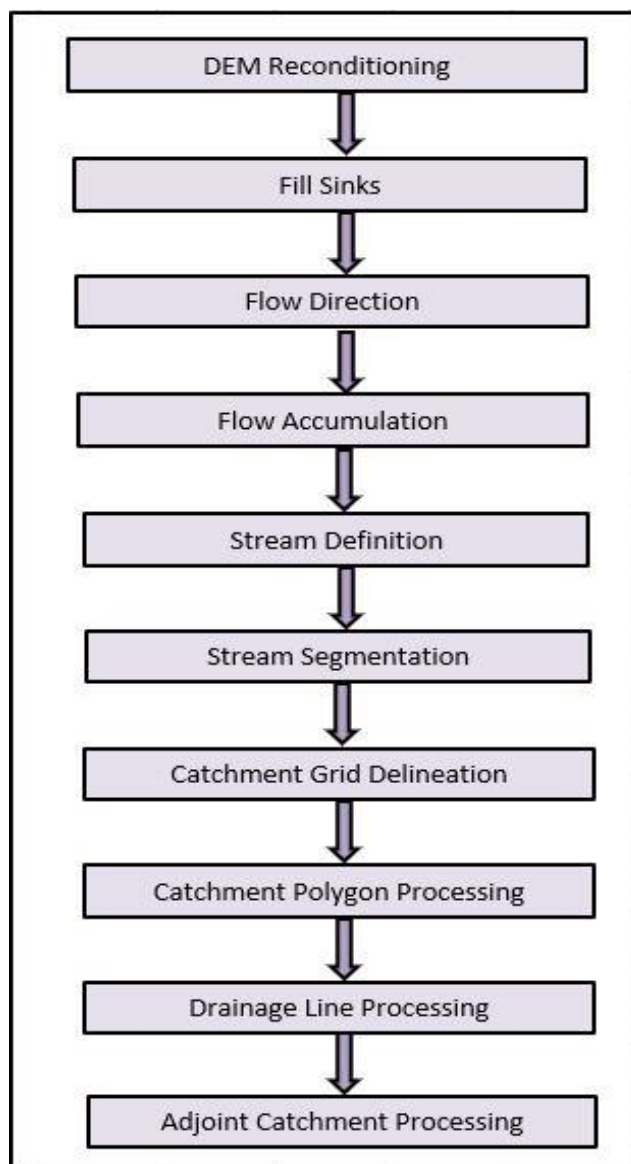 DEM Reconditioning
Fill Sinks
Flow Direction
Flow Accumulation
Stream Definition
Stream Segmentation
Catchment Grid Delineation
Catchment Polygon Processing
Drainage Line Processing
Adjoint Catchment Processing